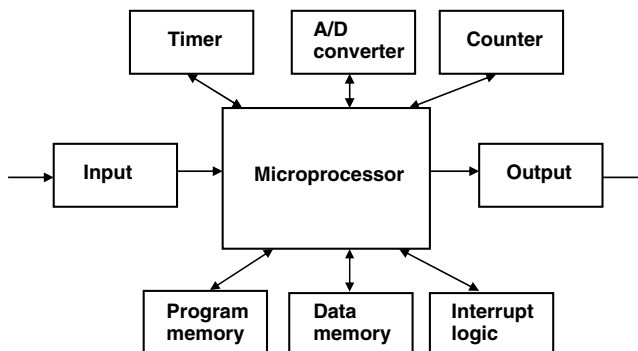 Timer
A/D
converter
Counter
Input
Microprocessor
Output
Program
memory
Data
memory
Interrupt
logic